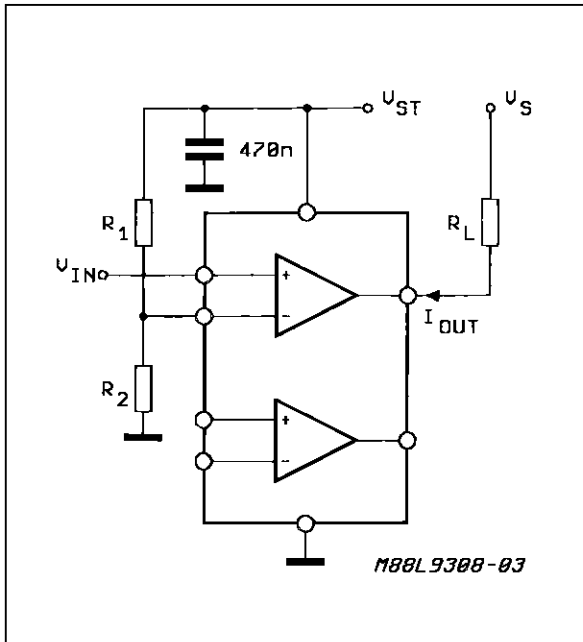 V_ST
V_S
470n
R_1
R_L
V_IN
+
-
I_OUT
R_2
+
-
M88L9308-03